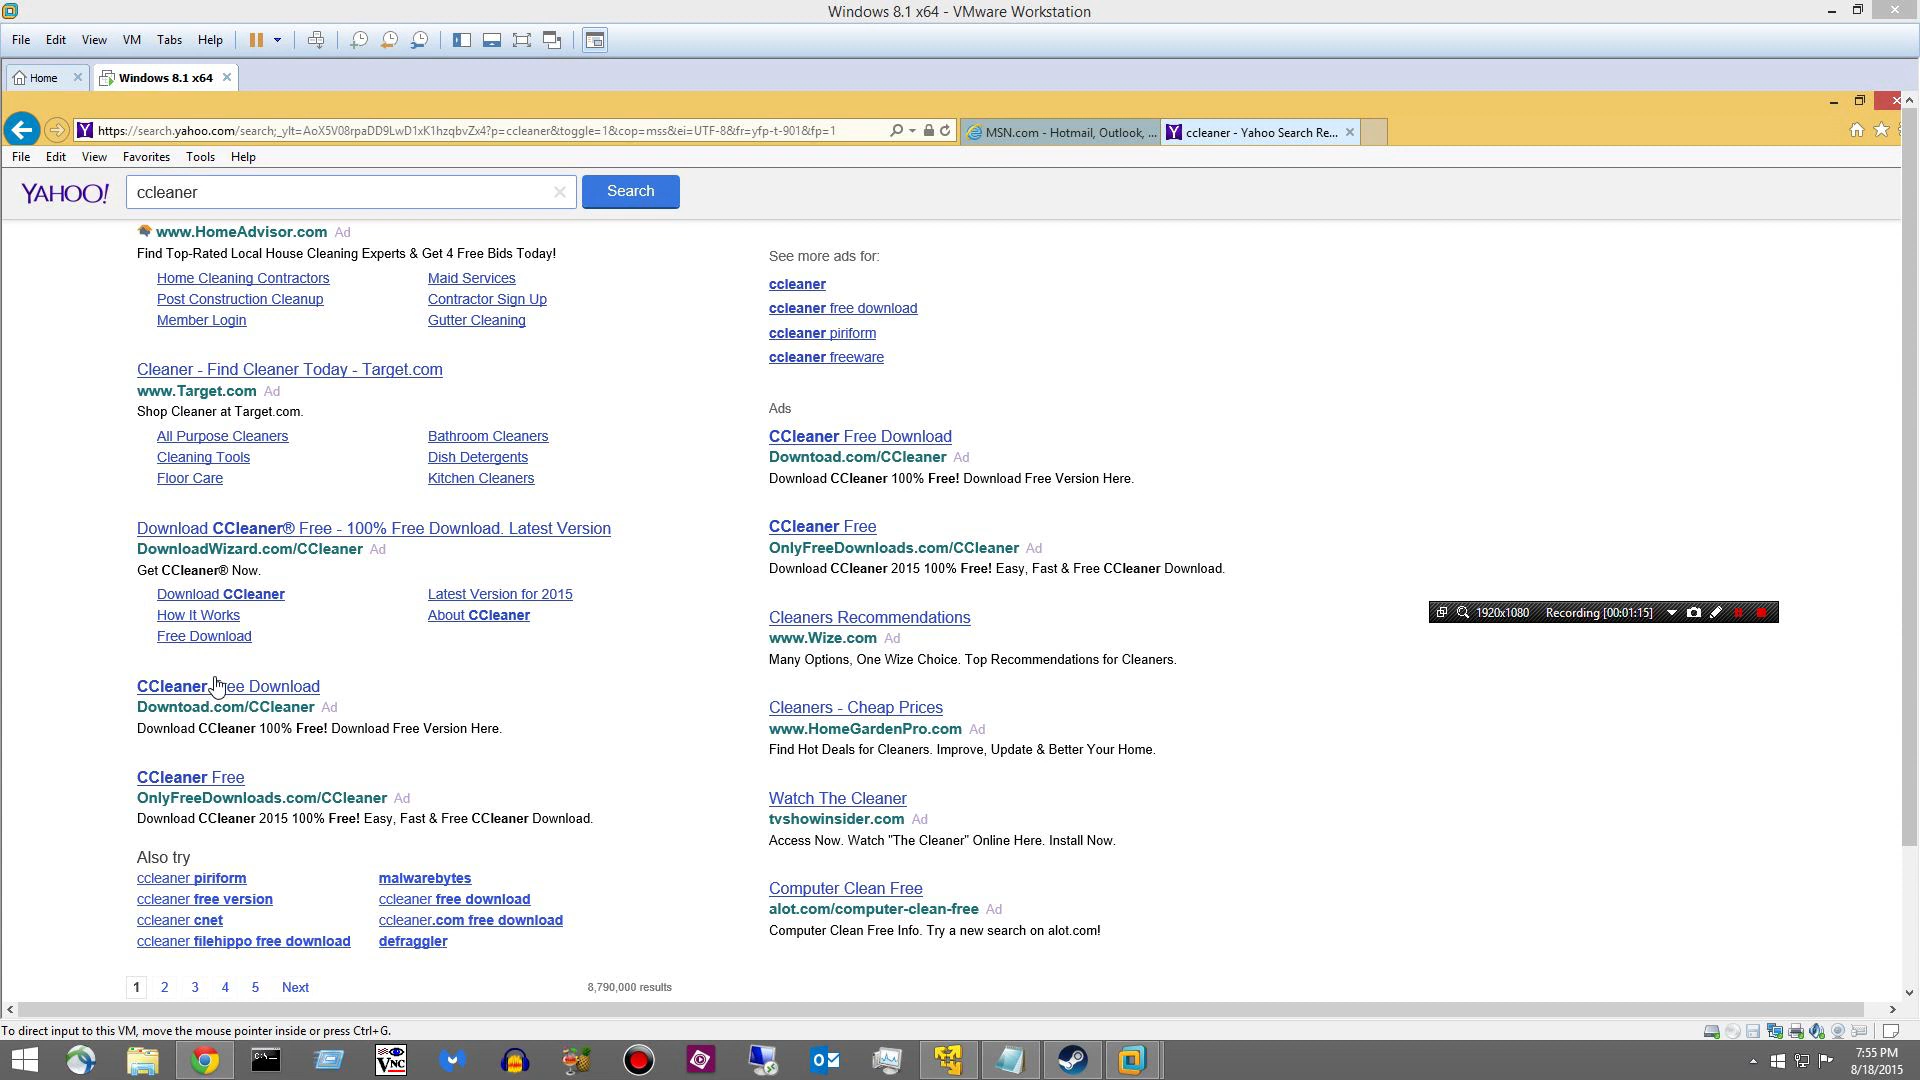 Windows 8.1 x64 - VMware Workstation
File Edit View VM Tabs Help
Home Windows 8.1 x64
https://search.yahoo.com/search;_ylt=AoX5V08rpaDD9LwD1xK1hzqbvZx4?p=ccleaner&toggle=1&cop=mss&ei=UTF-8&fr=yfp-t-901&fp=1
MSN.com - Hotmail, Outlook, ...
ccleaner - Yahoo Search Re...
File Edit View Favorites Tools Help
YAHOO! ccleaner Search
www.HomeAdvisor.com Ad
Find Top-Rated Local House Cleaning Experts & Get 4 Free Bids Today!
Home Cleaning Contractors Maid Services
Post Construction Cleanup Contractor Sign Up
Member Login Gutter Cleaning
Cleaner - Find Cleaner Today - Target.com
www.Target.com Ad
Shop Cleaner at Target.com.
All Purpose Cleaners Bathroom Cleaners
Cleaning Tools Dish Detergents
Floor Care Kitchen Cleaners
Download CCleaner® Free - 100% Free Download. Latest Version
DownloadWizard.com/CCleaner Ad
Get CCleaner® Now.
Download CCleaner Latest Version for 2015
How It Works About CCleaner
Free Download
CCleaner Free Download
Downtoad.com/CCleaner Ad
Download CCleaner 100% Free! Download Free Version Here.
CCleaner Free
OnlyFreeDownloads.com/CCleaner Ad
Download CCleaner 2015 100% Free! Easy, Fast & Free CCleaner Download.
Also try
ccleaner piriform malwarebytes
ccleaner free version ccleaner free download
ccleaner cnet ccleaner.com free download
ccleaner filehippo free download defraggler
1 2 3 4 5 Next 8,790,000 results
See more ads for:
ccleaner
ccleaner free download
ccleaner piriform
ccleaner freeware
Ads
CCleaner Free Download
Downtoad.com/CCleaner Ad
Download CCleaner 100% Free! Download Free Version Here.
CCleaner Free
OnlyFreeDownloads.com/CCleaner Ad
Download CCleaner 2015 100% Free! Easy, Fast & Free CCleaner Download.
Cleaners Recommendations
www.Wize.com Ad
Many Options, One Wize Choice. Top Recommendations for Cleaners.
Cleaners - Cheap Prices
www.HomeGardenPro.com Ad
Find Hot Deals for Cleaners. Improve, Update & Better Your Home.
Watch The Cleaner
tvshowinsider.com Ad
Access Now. Watch "The Cleaner" Online Here. Install Now.
Computer Clean Free
alot.com/computer-clean-free Ad
Computer Clean Free Info. Try a new search on alot.com!
1920x1080 Recording [00:01:15]
To direct input to this VM, move the mouse pointer inside or press Ctrl+G.
VNC
7:55 PM
8/18/2015